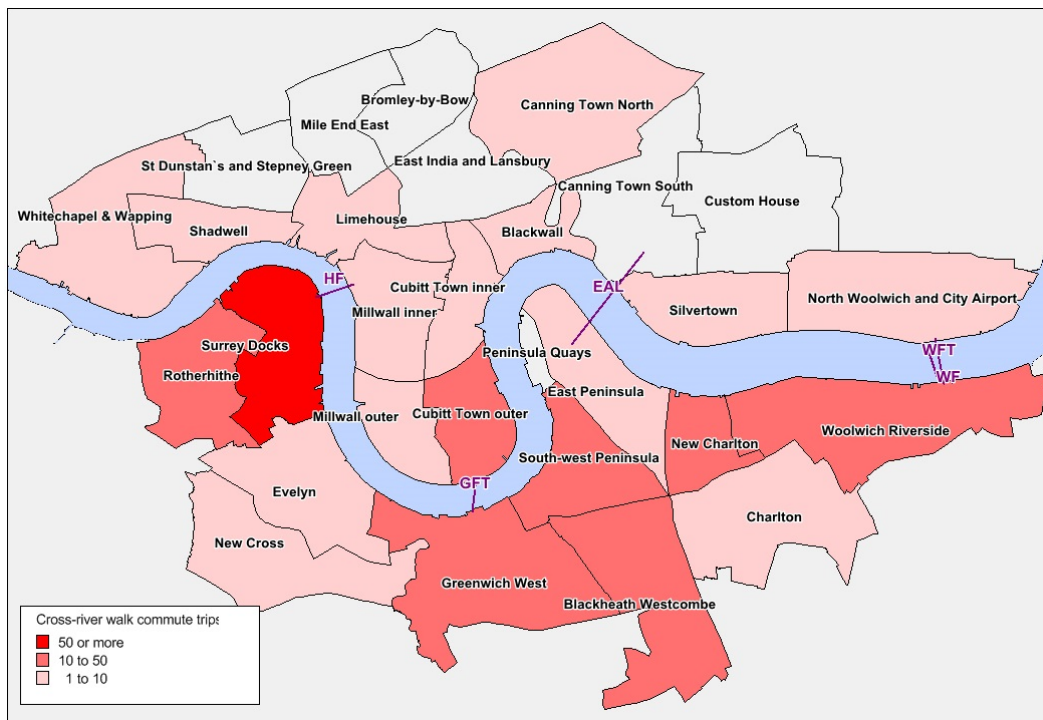 Bromley-by-Bow
Canning Town North
Mile End East
St Dunstan`s and Stepney Green
East India and Lansbury
Canning Town South
Custom House
Whitechapel & Wapping
Shadwell
Limehouse
Blackwall
HF
EAL
Cubitt Town inner
Millwall inner
Silvertown
North Woolwich and City Airport
Surrey Docks
Peninsula Quays
WFT
Rotherhithe
WF
East Peninsula
Millwall outer
Cubitt Town outer
New Charlton
Woolwich Riverside
South-west Peninsula
GFT
Evelyn
Charlton
New Cross
Greenwich West
Blackheath Westcombe
Cross-river walk commute trips
50 or more
10 to 50
1 to 10